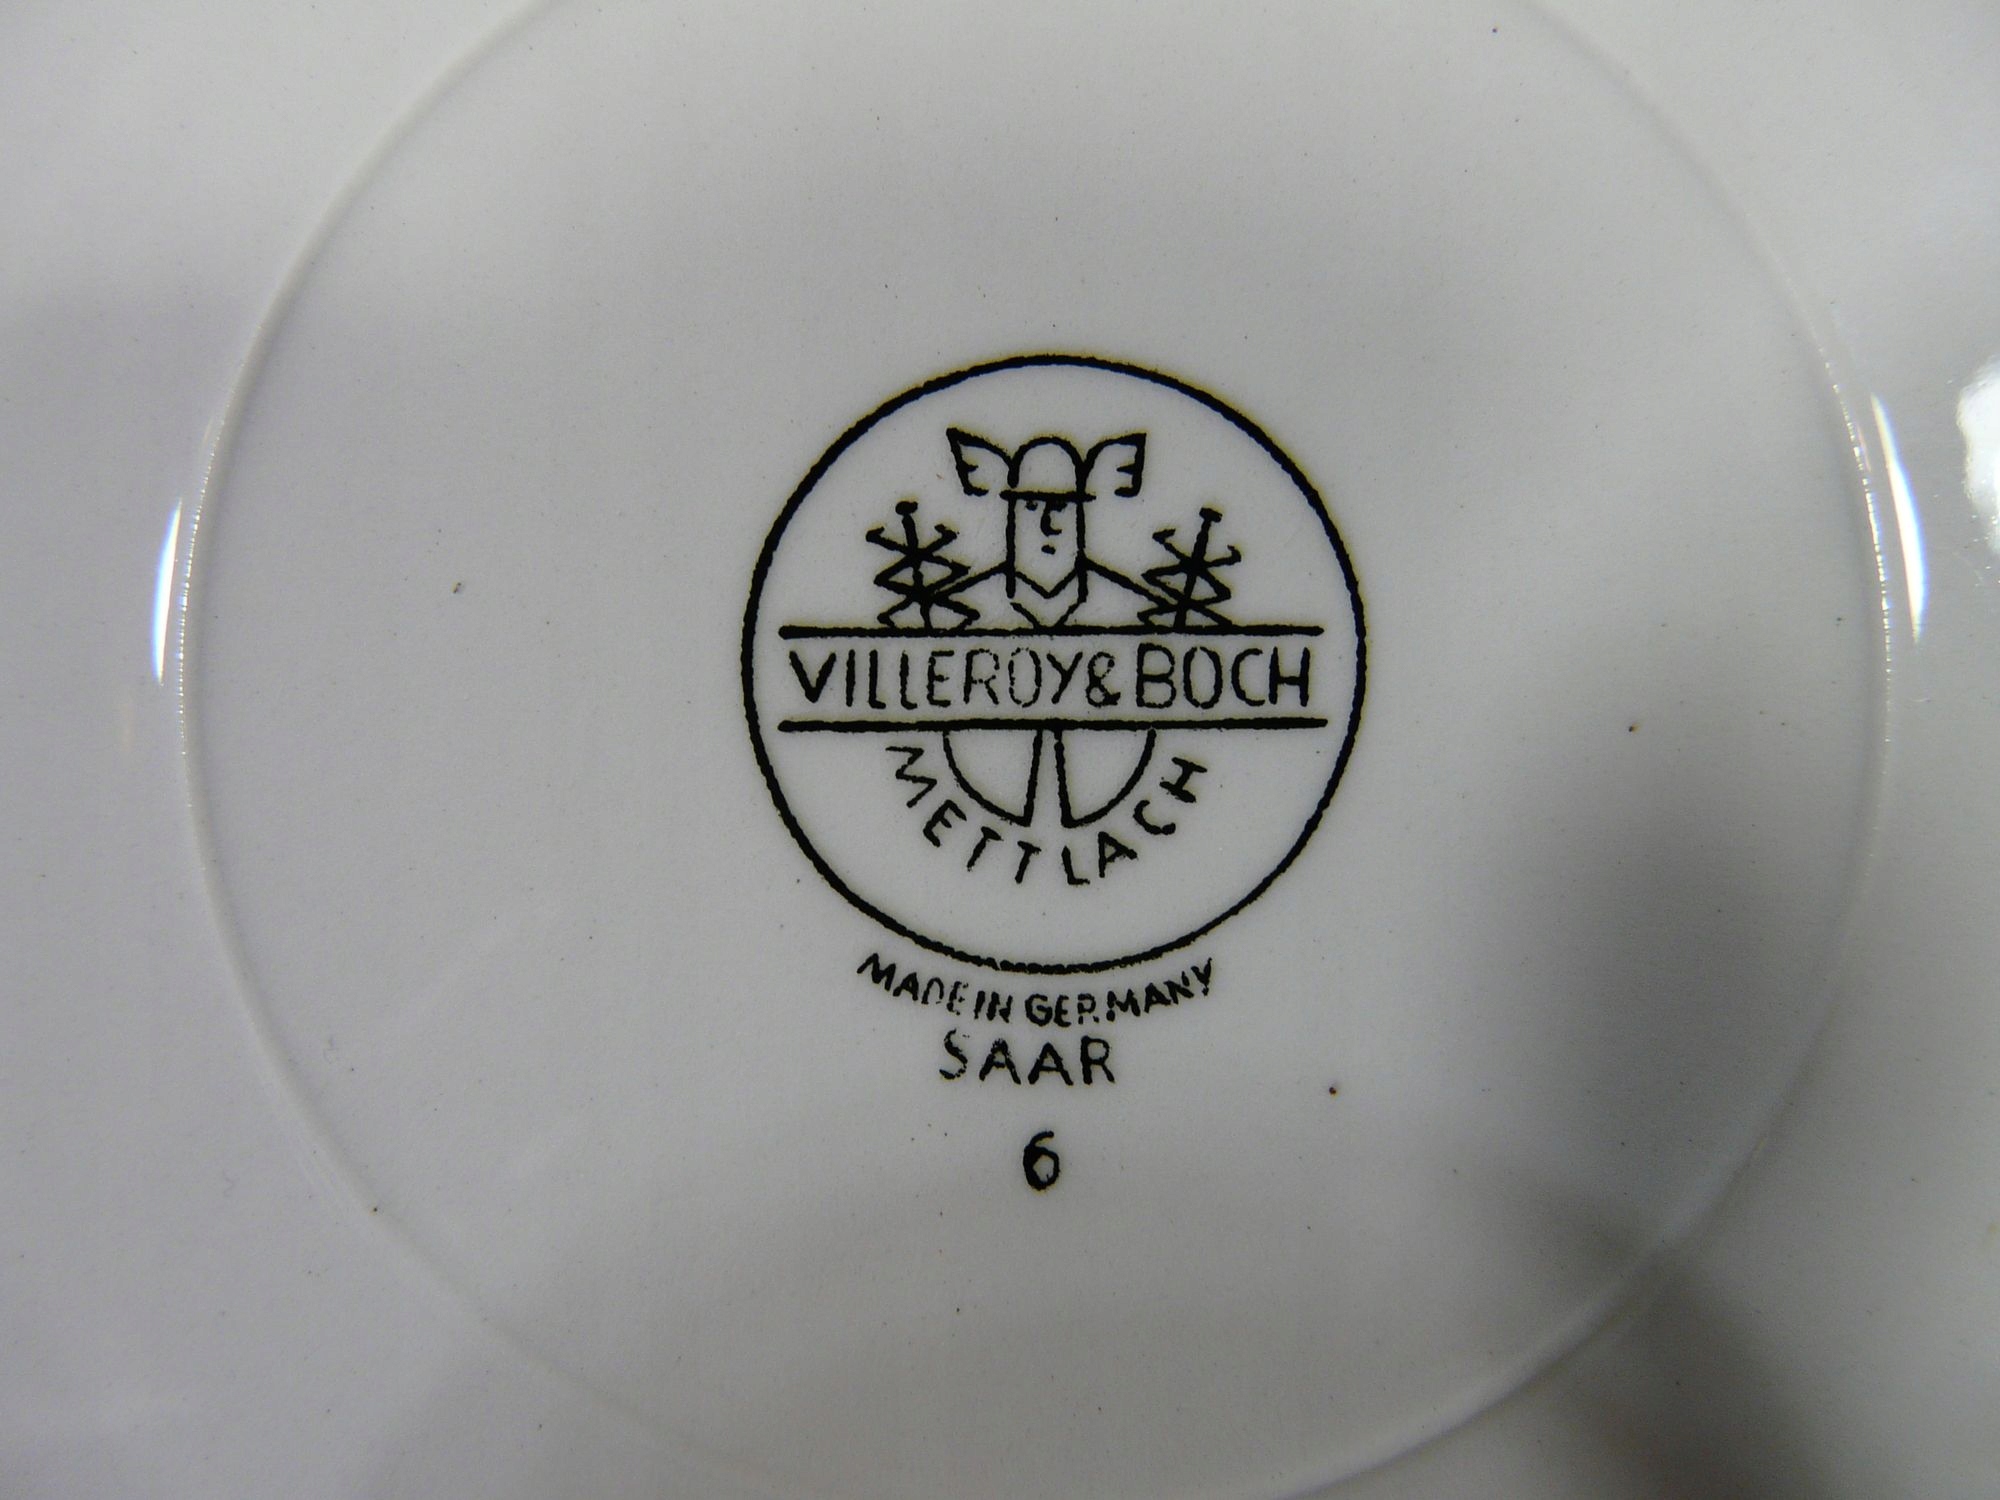 VILLEROY & BOCH
METTLACH
MADE IN GERMANY
SAAR
6